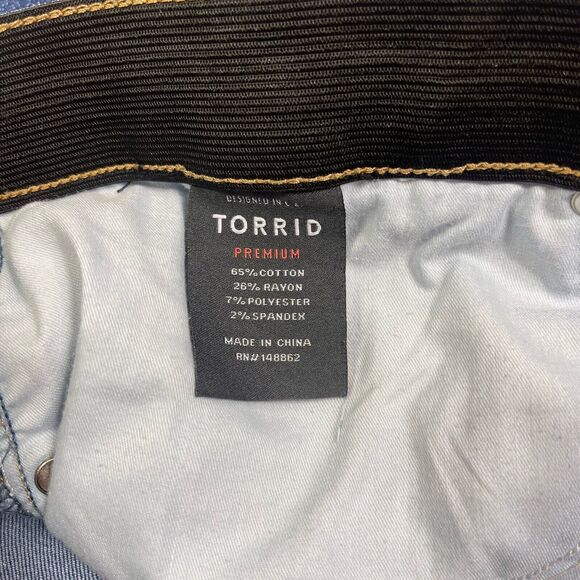 DESIGNED IN
TORRID
PREMIUM
65% COTTON
26% RAYON
7% POLYESTER
2% SPANDEX
MADE IN CHINA
RN# 148862